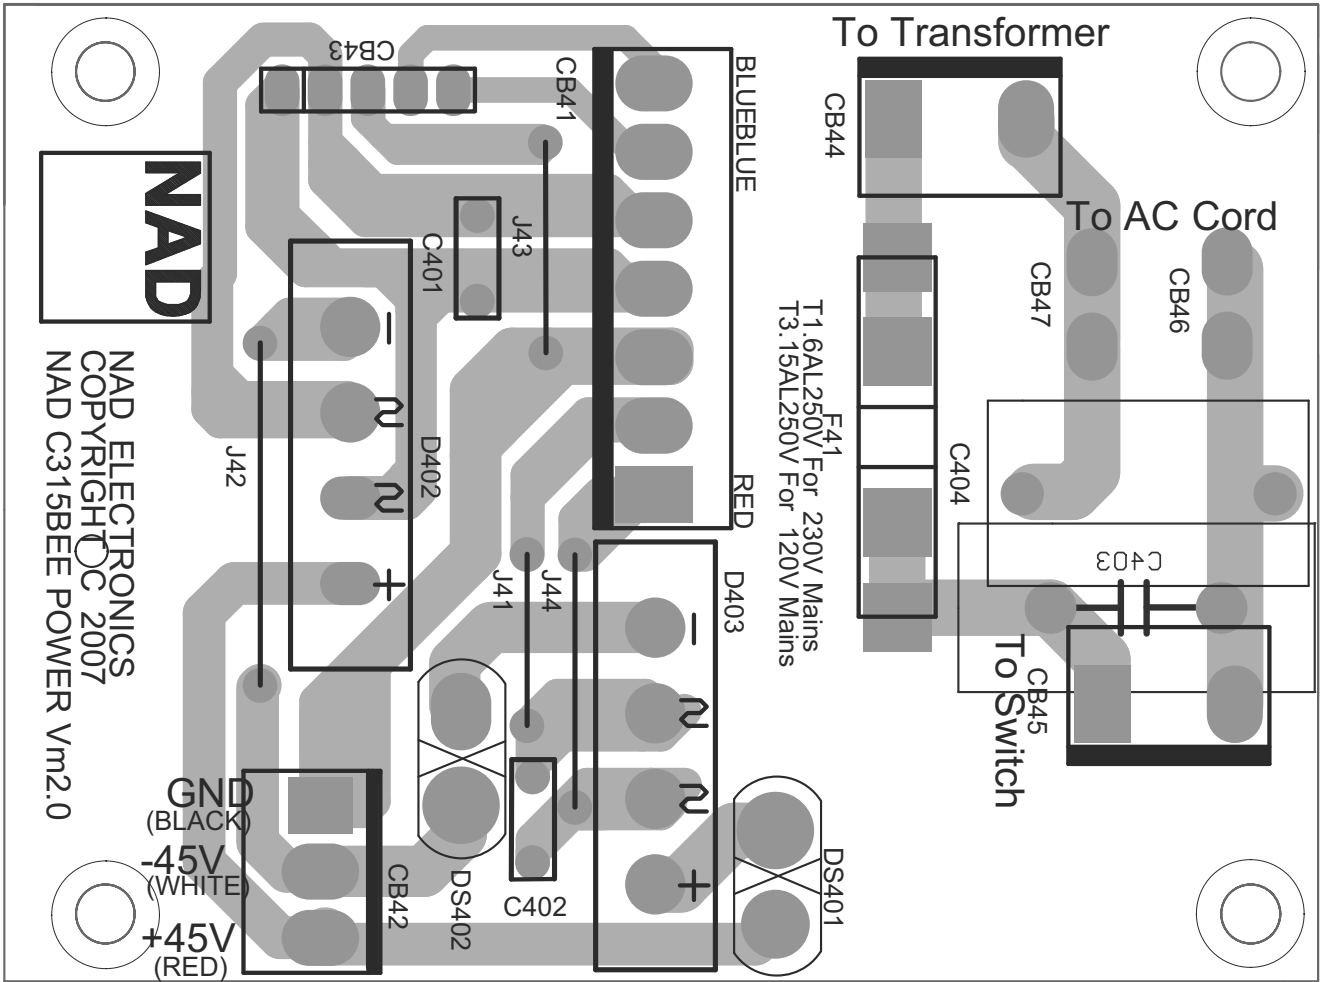 To Transformer
CB43
CB41
BLUEBLUE
CB44
NAD
To AC Cord
J43
C401
CB47
CB46
T1.6AL250V For 230V Mains
T3.15AL250V For 120V Mains
F41
NAD ELECTRONICS
COPYRIGHT C 2007
NAD C315BEE POWER Vm2.0
J42
D402
RED
C404
C403
J41
J44
D403
+
To Switch
CB45
GND
(BLACK)
-45V
(WHITE)
+45V
(RED)
CB42
DS402
C402
+
DS401